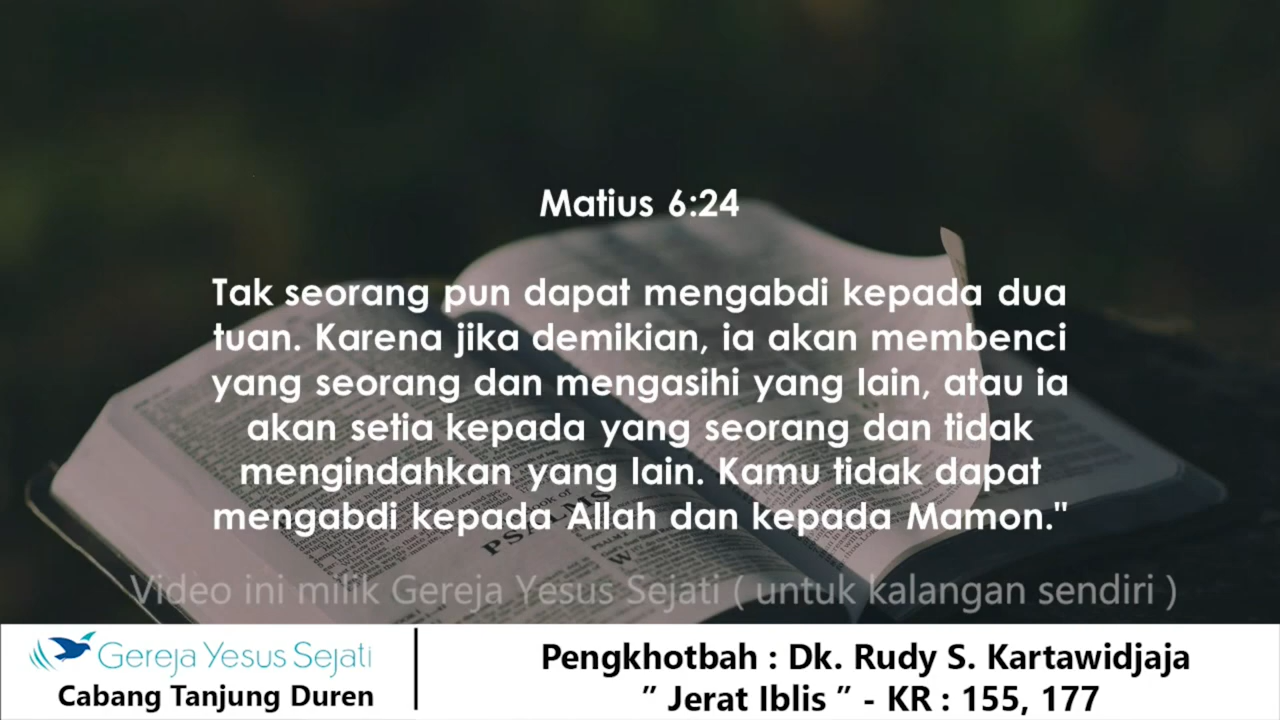 Matius 6:24
Tak seorang pun dapat mengabdi kepada dua
tuan. Karena jika demikian, ia akan membenci
yang seorang dan mengasihi yang lain, atau ia
akan setia kepada yang seorang dan tidak
mengindahkan yang lain. Kamu tidak dapat
mengabdi kepada Allah dan kepada Mamon."
PSALMS
Video ini milik Gereja Yesus Sejati ( untuk kalangan sendiri )
Gereja Yesus Sejati
Cabang Tanjung Duren
Pengkhotbah : Dk. Rudy S. Kartawidjaja
” Jerat Iblis ” - KR : 155, 177